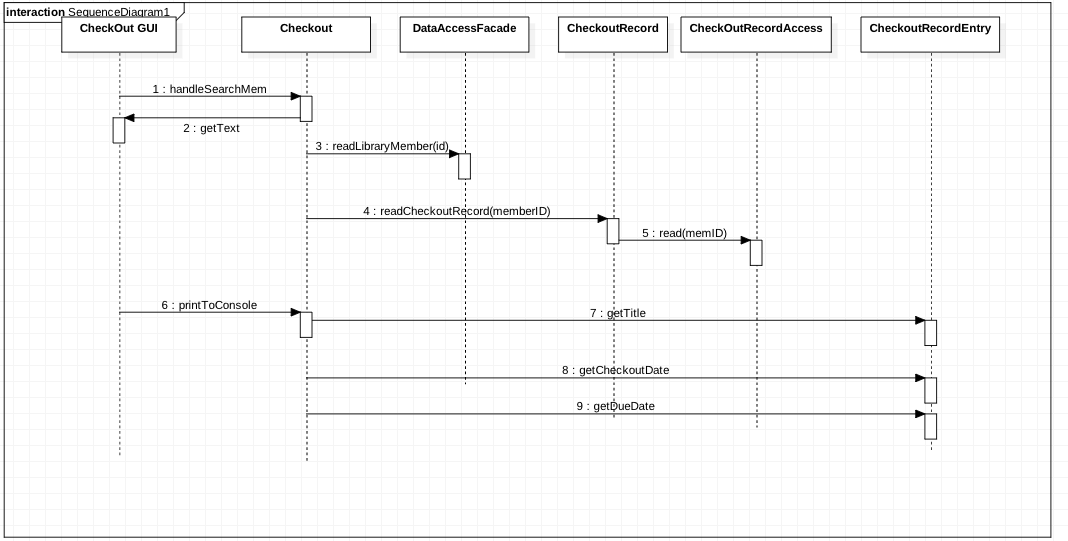 interaction SequenceDiagram1
CheckOut GUI
Checkout
DataAccessFacade
CheckoutRecord
CheckOutRecordAccess
CheckoutRecordEntry
1 : handleSearchMem
2 : getText
3 : readLibraryMember(id)
4 : readCheckoutRecord(memberID)
5 : read(memID)
6 : printToConsole
7 : getTitle
8 : getCheckoutDate
9 : getDueDate